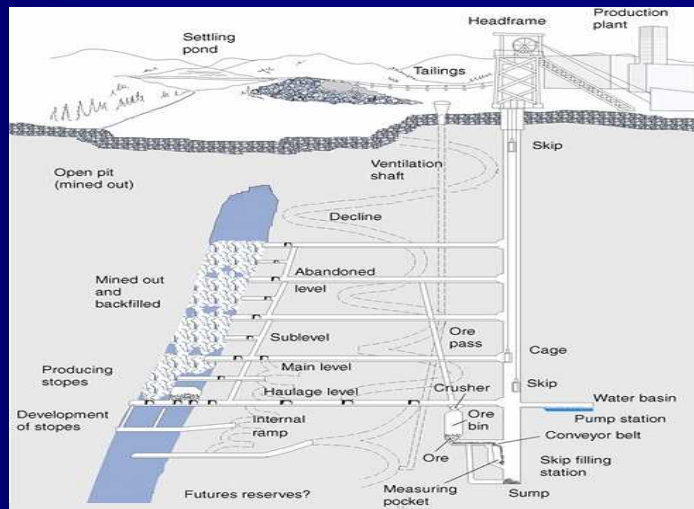 Production
plant
Headframe
Settling
pond
Tailings
Skip
Ventilation
shaft
Open pit
(mined out)
Decline
Abandoned
level
Mined out
and
backfilled
Sublevel
Ore
pass
Cage
Main level
Producing
stopes
Crusher
Skip
Haulage level
Water basin
Ore
bin
Pump station
Development
of stopes
Internal
ramp
Conveyor belt
Ore
Skip filling
station
Measuring
pocket
Futures reserves?
Sump